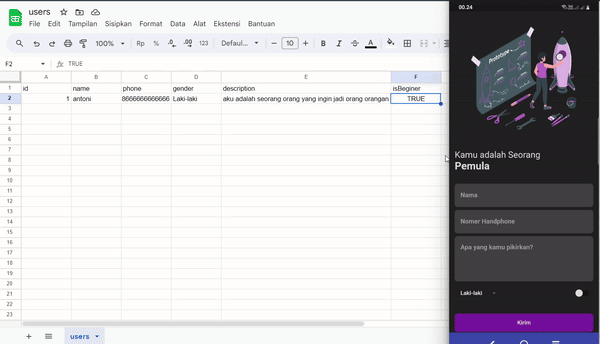 users
File Edit Tampilan Sisipkan Format Data Alat Ekstensi Bantuan
100% Rp % .0 .00 123 Defaul... − 10 + B I S A
F2 fx TRUE
A B C D E F
1 id name phone gender description isBeginer
2 1 antoni 8666666666666 Laki-laki aku adalah seorang orang yang ingin jadi orang orangan TRUE
3
4
5
6
7
8
9
10
11
12
13
14
15
16
17
18
19
20
21
22
23
+ users
00.24
Prototype
Kamu adalah Seorang
Pemula
Nama
Nomer Handphone
Apa yang kamu pikirkan?
Laki-laki
Kirim